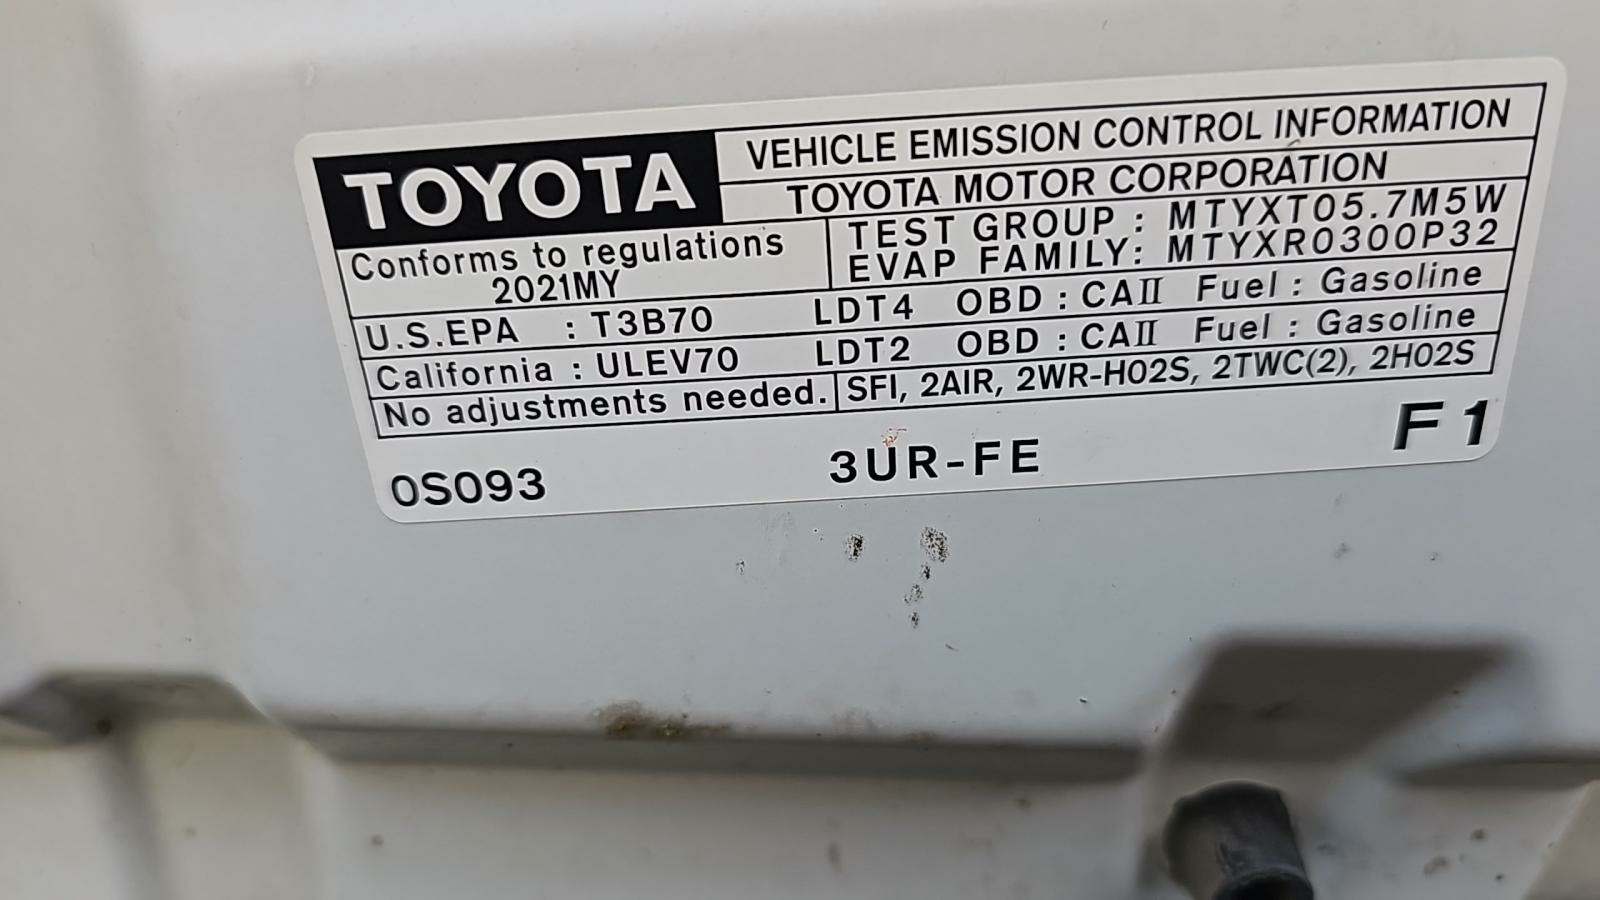 TOYOTA VEHICLE EMISSION CONTROL INFORMATION
TOYOTA MOTOR CORPORATION
Conforms to regulations
2021MY
TEST GROUP : MTYXT05.7M5W
EVAP FAMILY: MTYXR0300P32
U.S.EPA : T3B70 LDT4 OBD : CAII Fuel : Gasoline
California : ULEV70 LDT2 OBD : CAII Fuel : Gasoline
No adjustments needed. SFI, 2AIR, 2WR-HO2S, 2TWC(2), 2HO2S
0S093 3UR-FE F1